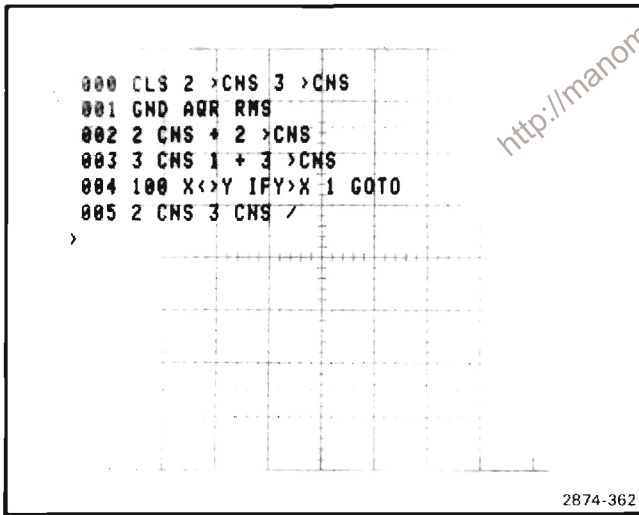 http://manom
000 CLS 2 >CNS 3 >CNS
001 GND AQR RMS
002 2 CNS + 2 >CNS
003 3 CNS 1 + 3 >CNS
004 100 X<>Y IFY>X 1 GOTO
005 2 CNS 3 CNS /
>
2874-362